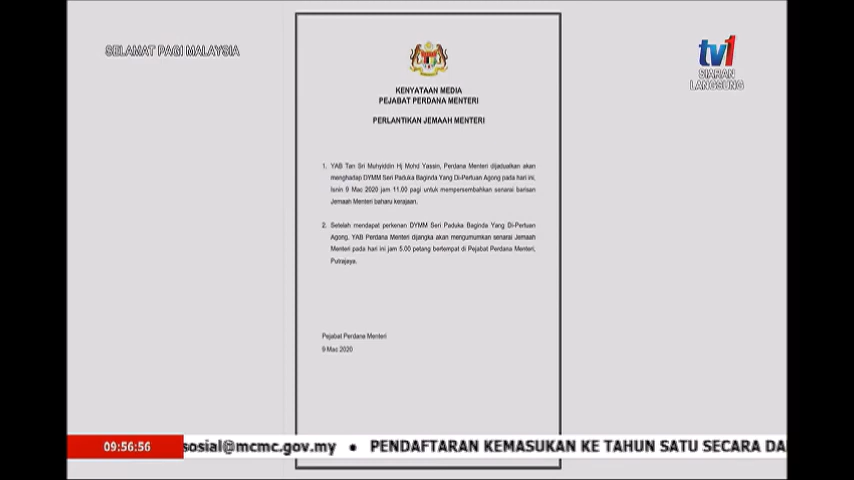 SELAMAT PAGI MALAYSIA
tv1
SIARAN
LANGSUNG
KENYATAAN MEDIA
PEJABAT PERDANA MENTERI
PERLANTIKAN JEMAAH MENTERI
1. YAB Tan Sri Muhyiddin Hj Mohd Yassin, Perdana Menteri dijadualkan akan
menghadap DYMM Seri Paduka Baginda Yang Di-Pertuan Agong pada hari ini,
Isnin 9 Mac 2020 jam 11.00 pagi untuk mempersembahkan senarai barisan
Jemaah Menteri baharu kerajaan.
2. Setelah mendapat perkenan DYMM Seri Paduka Baginda Yang Di-Pertuan
Agong, YAB Perdana Menteri dijangka akan mengumumkan senarai Jemaah
Menteri pada hari ini jam 5.00 petang bertempat di Pejabat Perdana Menteri,
Putrajaya.
Pejabat Perdana Menteri
9 Mac 2020
09:56:56 sosial@mcmc.gov.my • PENDAFTARAN KEMASUKAN KE TAHUN SATU SECARA DA